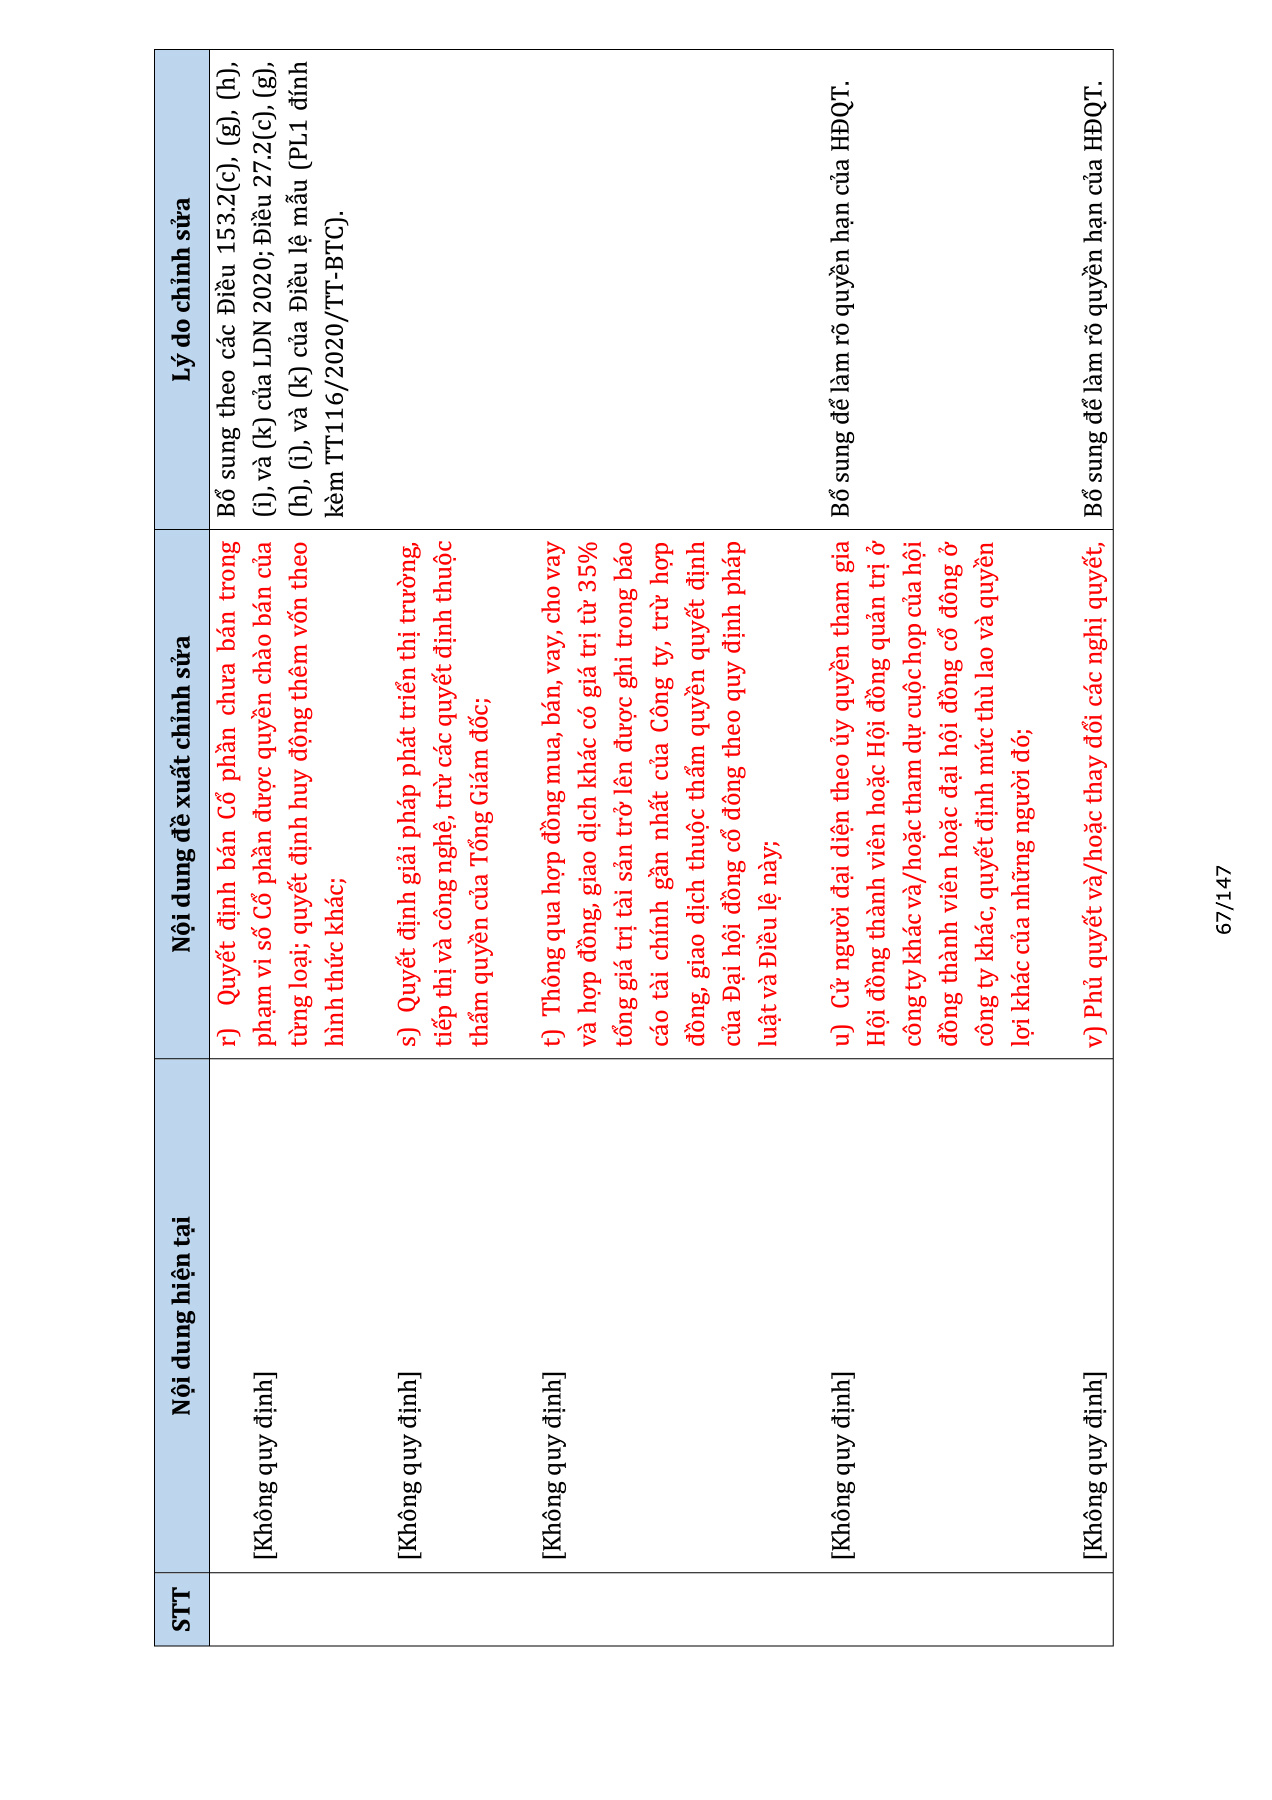 STT
Nội dung hiện tại
Nội dung đề xuất chỉnh sửa
Lý do chỉnh sửa
[Không quy định]
r) Quyết định bán Cổ phần chưa bán trong
phạm vi số Cổ phần được quyền chào bán của
từng loại; quyết định huy động thêm vốn theo
hình thức khác;
Bổ sung theo các Điều 153.2(c), (g), (h),
(i), và (k) của LDN 2020; Điều 27.2(c), (g),
(h), (i), và (k) của Điều lệ mẫu (PL1 đính
kèm TT116/2020/TT-BTC).
[Không quy định]
s) Quyết định giải pháp phát triển thị trường,
tiếp thị và công nghệ, trừ các quyết định thuộc
thẩm quyền của Tổng Giám đốc;
[Không quy định]
t) Thông qua hợp đồng mua, bán, vay, cho vay
và hợp đồng, giao dịch khác có giá trị từ 35%
tổng giá trị tài sản trở lên được ghi trong báo
cáo tài chính gần nhất của Công ty, trừ hợp
đồng, giao dịch thuộc thẩm quyền quyết định
của Đại hội đồng cổ đông theo quy định pháp
luật và Điều lệ này;
[Không quy định]
u) Cử người đại diện theo ủy quyền tham gia
Hội đồng thành viên hoặc Hội đồng quản trị ở
công ty khác và/hoặc tham dự cuộc họp của hội
đồng thành viên hoặc đại hội đồng cổ đông ở
công ty khác, quyết định mức thù lao và quyền
lợi khác của những người đó;
Bổ sung để làm rõ quyền hạn của HĐQT.
[Không quy định]
v) Phủ quyết và/hoặc thay đổi các nghị quyết,
Bổ sung để làm rõ quyền hạn của HĐQT.
67/147